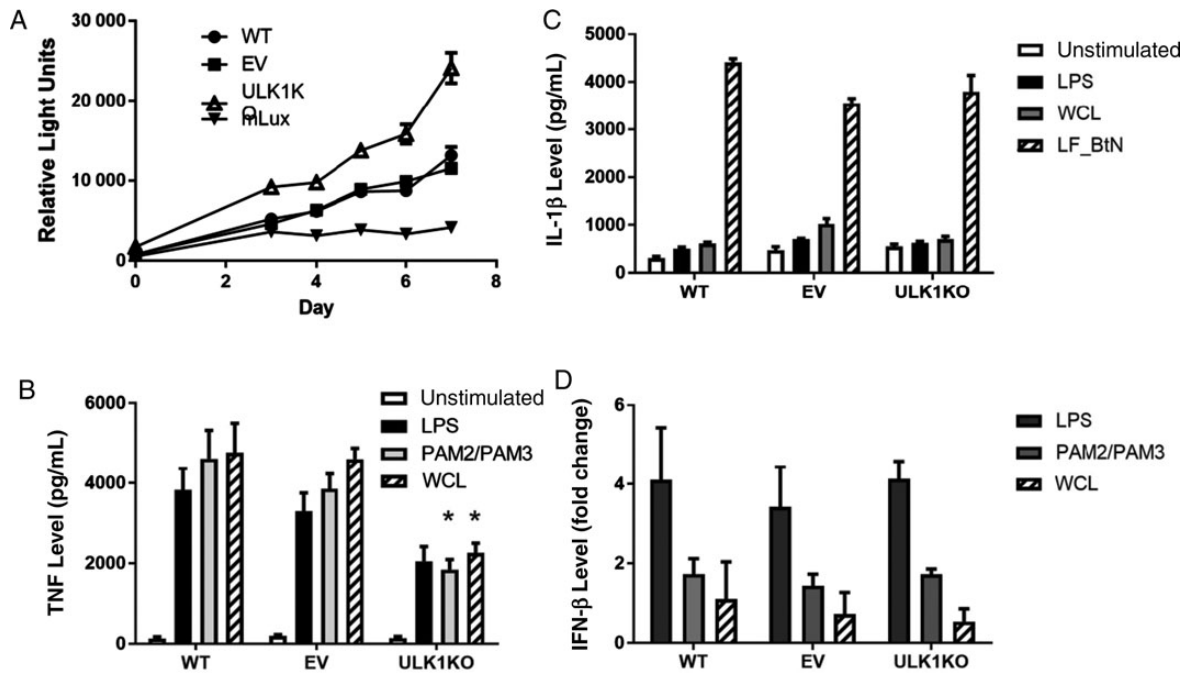 A
30 000
20 000
10 000
0
Relative Light Units
0 2 4 6 8
Day
WT
EV
ULK1K
O
mLux
C
5000
4000
3000
2000
1000
0
IL-1β Level (pg/mL)
WT EV ULK1KO
Unstimulated
LPS
WCL
LF_BtN
B
6000
4000
2000
0
TNF Level (pg/mL)
* *
WT EV ULK1KO
Unstimulated
LPS
PAM2/PAM3
WCL
D
6
4
2
0
IFN-β Level (fold change)
WT EV ULK1KO
LPS
PAM2/PAM3
WCL